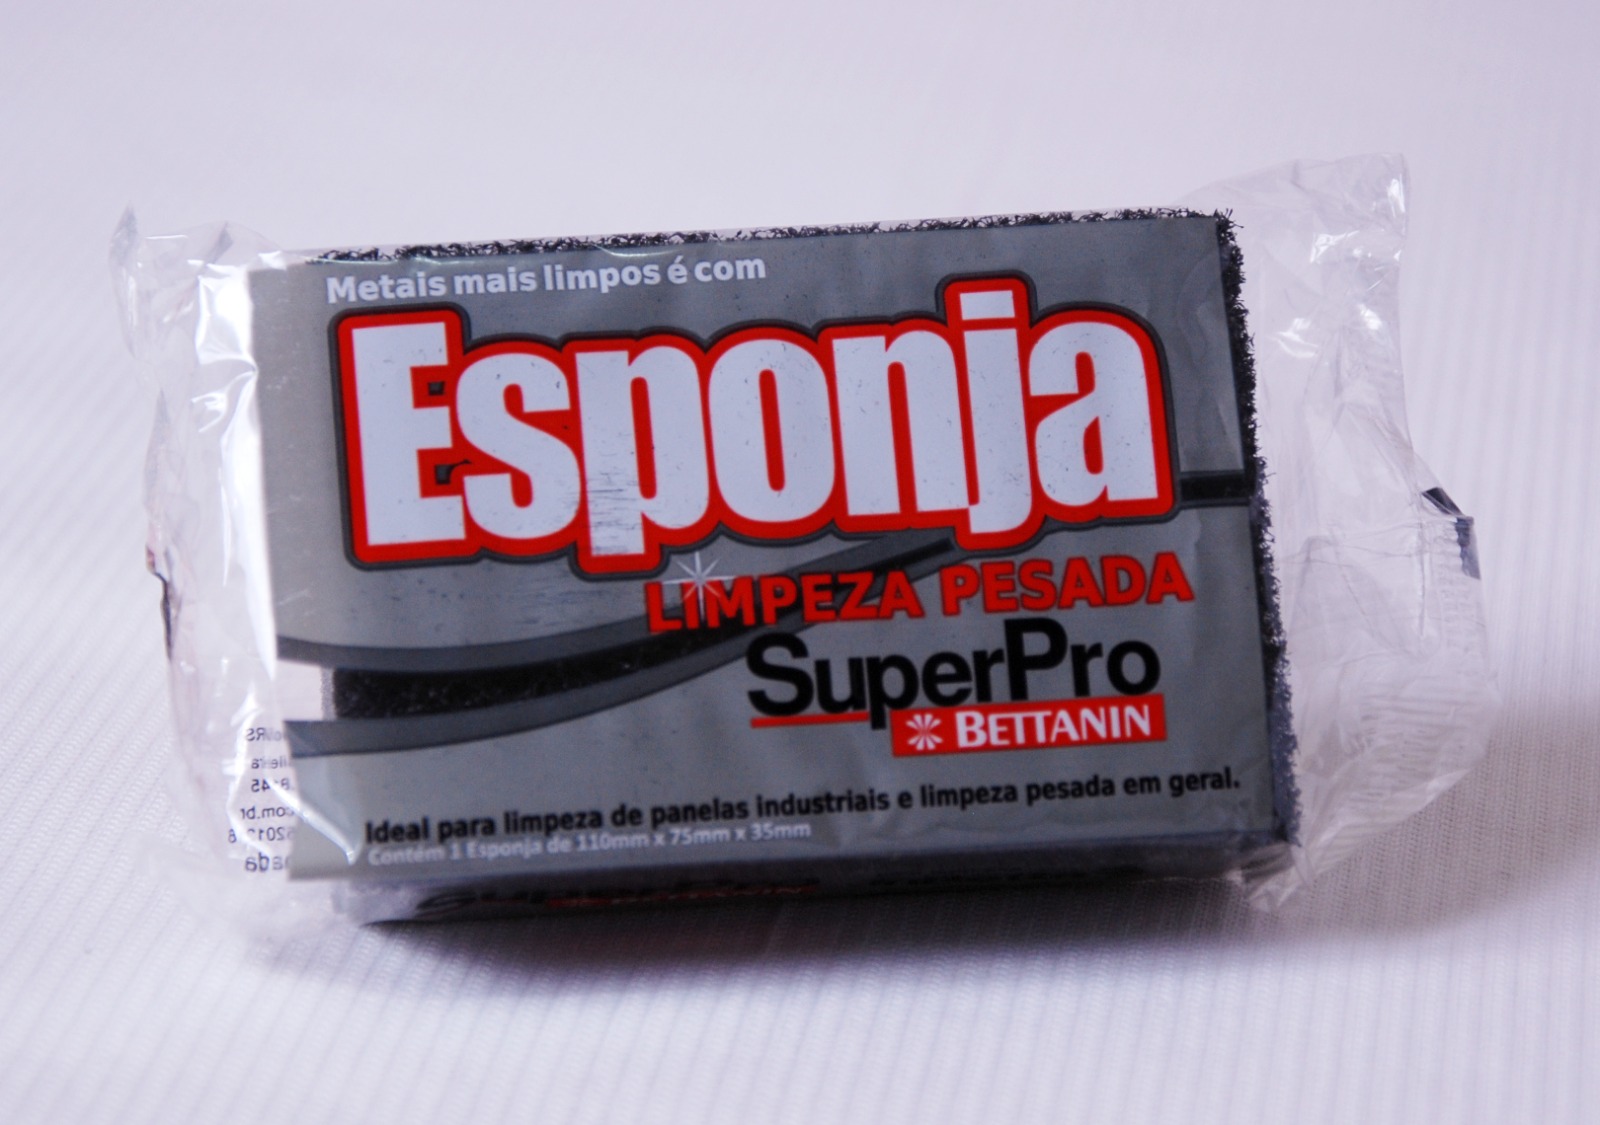 Metais mais limpos é com
Esponja
LIMPEZA PESADA
SuperPro
BETTANIN
Ideal para limpeza de panelas industriais e limpeza pesada em geral.
Contém 1 Esponja de 110mm x 75mm x 35mm